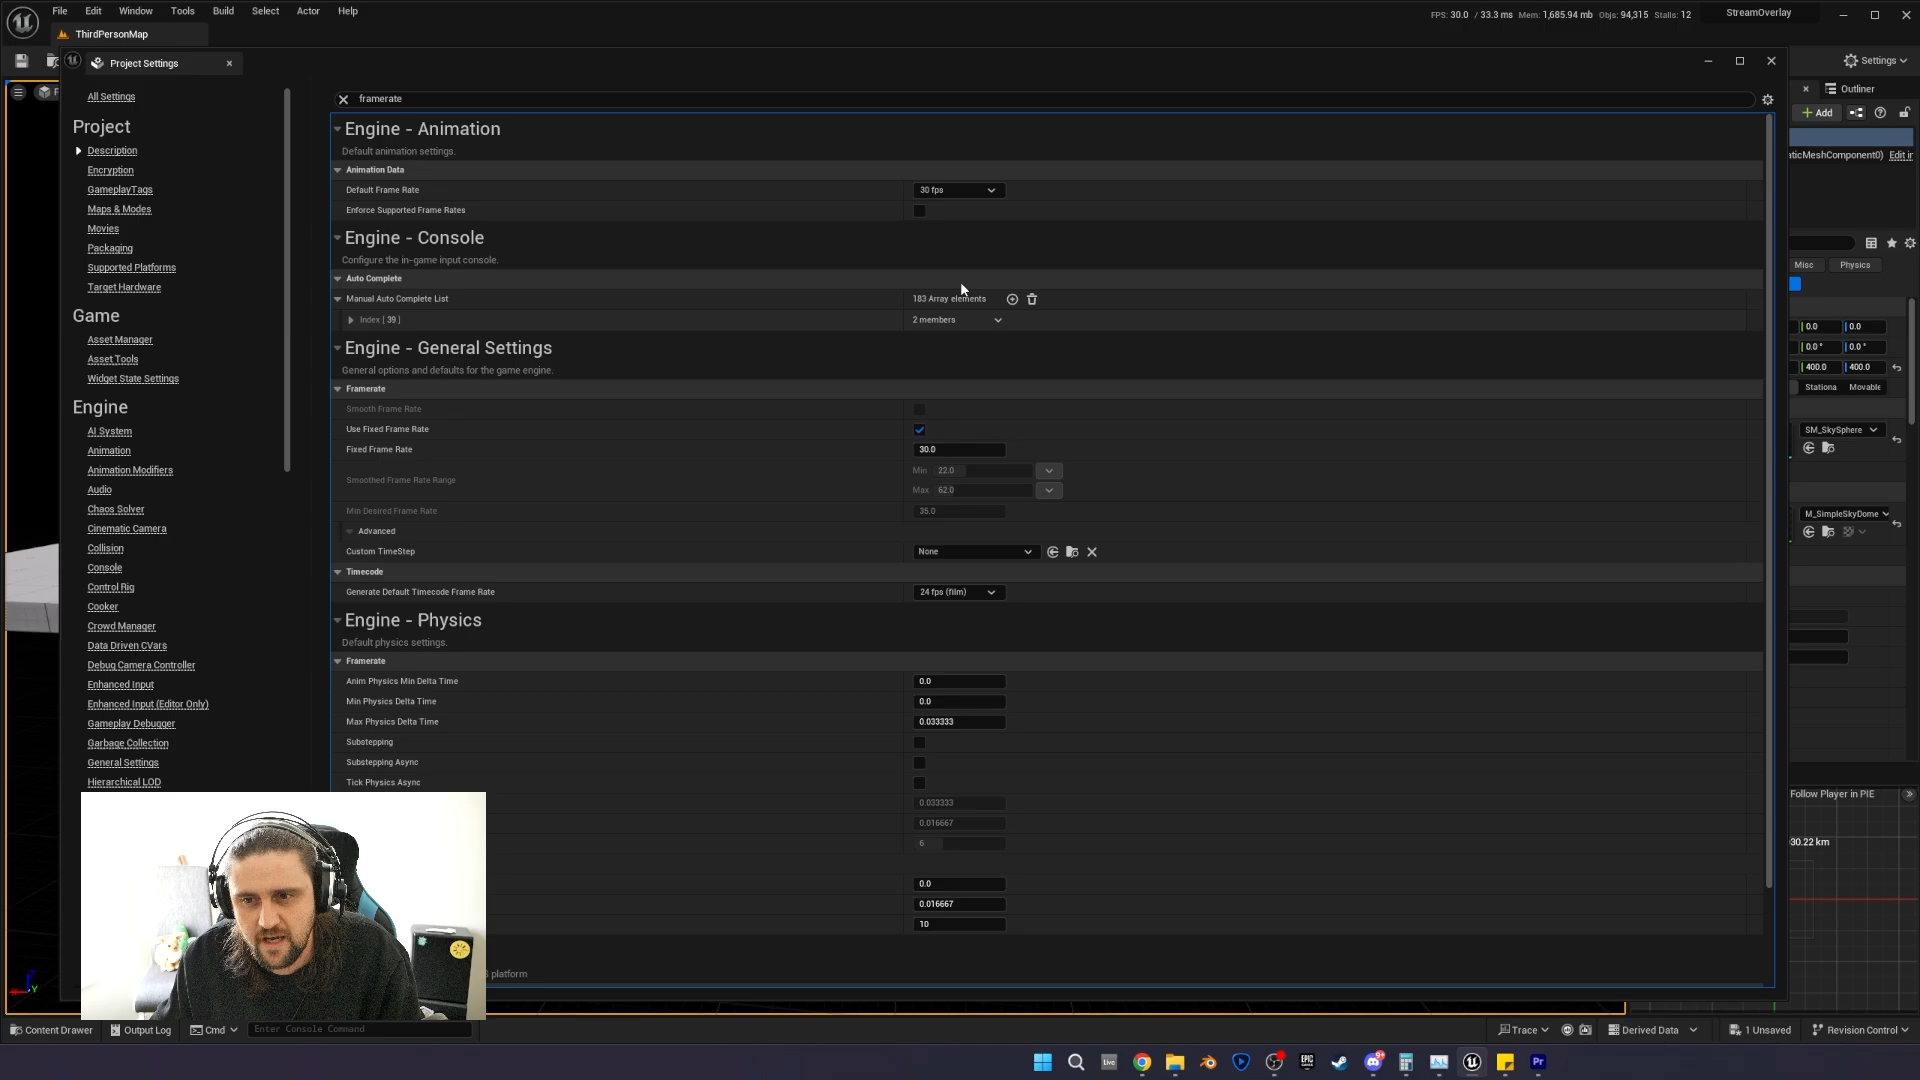 File Edit Window Tools Build Select Actor Help
FPS: 30.0 / 33.3 ms Mem: 1,685.94 mb Objs: 94,315 Stalls: 12
StreamOverlay
ThirdPersonMap
Settings
Project Settings
Outliner
All Settings
framerate
Add
Project
Description
Encryption
GameplayTags
Maps & Modes
Movies
Packaging
Supported Platforms
Target Hardware
Game
Asset Manager
Asset Tools
Widget State Settings
Engine
AI System
Animation
Animation Modifiers
Audio
Chaos Solver
Cinematic Camera
Collision
Console
Control Rig
Cooker
Crowd Manager
Data Driven CVars
Debug Camera Controller
Enhanced Input
Enhanced Input (Editor Only)
Gameplay Debugger
Garbage Collection
General Settings
Hierarchical LOD
Engine - Animation
Default animation settings.
Animation Data
Default Frame Rate 30 fps
Enforce Supported Frame Rates
Engine - Console
Configure the in-game input console.
Auto Complete
Manual Auto Complete List 183 Array elements
Index [ 39 ] 2 members
Engine - General Settings
General options and defaults for the game engine.
Framerate
Smooth Frame Rate
Use Fixed Frame Rate
Fixed Frame Rate 30.0
Smoothed Frame Rate Range
Min 22.0
Max 62.0
Min Desired Frame Rate 35.0
Advanced
Custom TimeStep None
Timecode
Generate Default Timecode Frame Rate 24 fps (film)
Engine - Physics
Default physics settings.
Framerate
Anim Physics Min Delta Time 0.0
Min Physics Delta Time 0.0
Max Physics Delta Time 0.033333
Substepping
Substepping Async
Tick Physics Async
0.033333
0.016667
6
0.0
0.016667
10
platform
aticMeshComponent0) Edit in
Misc Physics
0.0 0.0
0.0 ° 0.0 °
400.0 400.0
Stationa Movable
SM_SkySphere
M_SimpleSkyDome
Follow Player in PIE
30.22 km
Content Drawer Output Log Cmd Enter Console Command
Trace Derived Data 1 Unsaved Revision Control
Live
EPIC
Pr